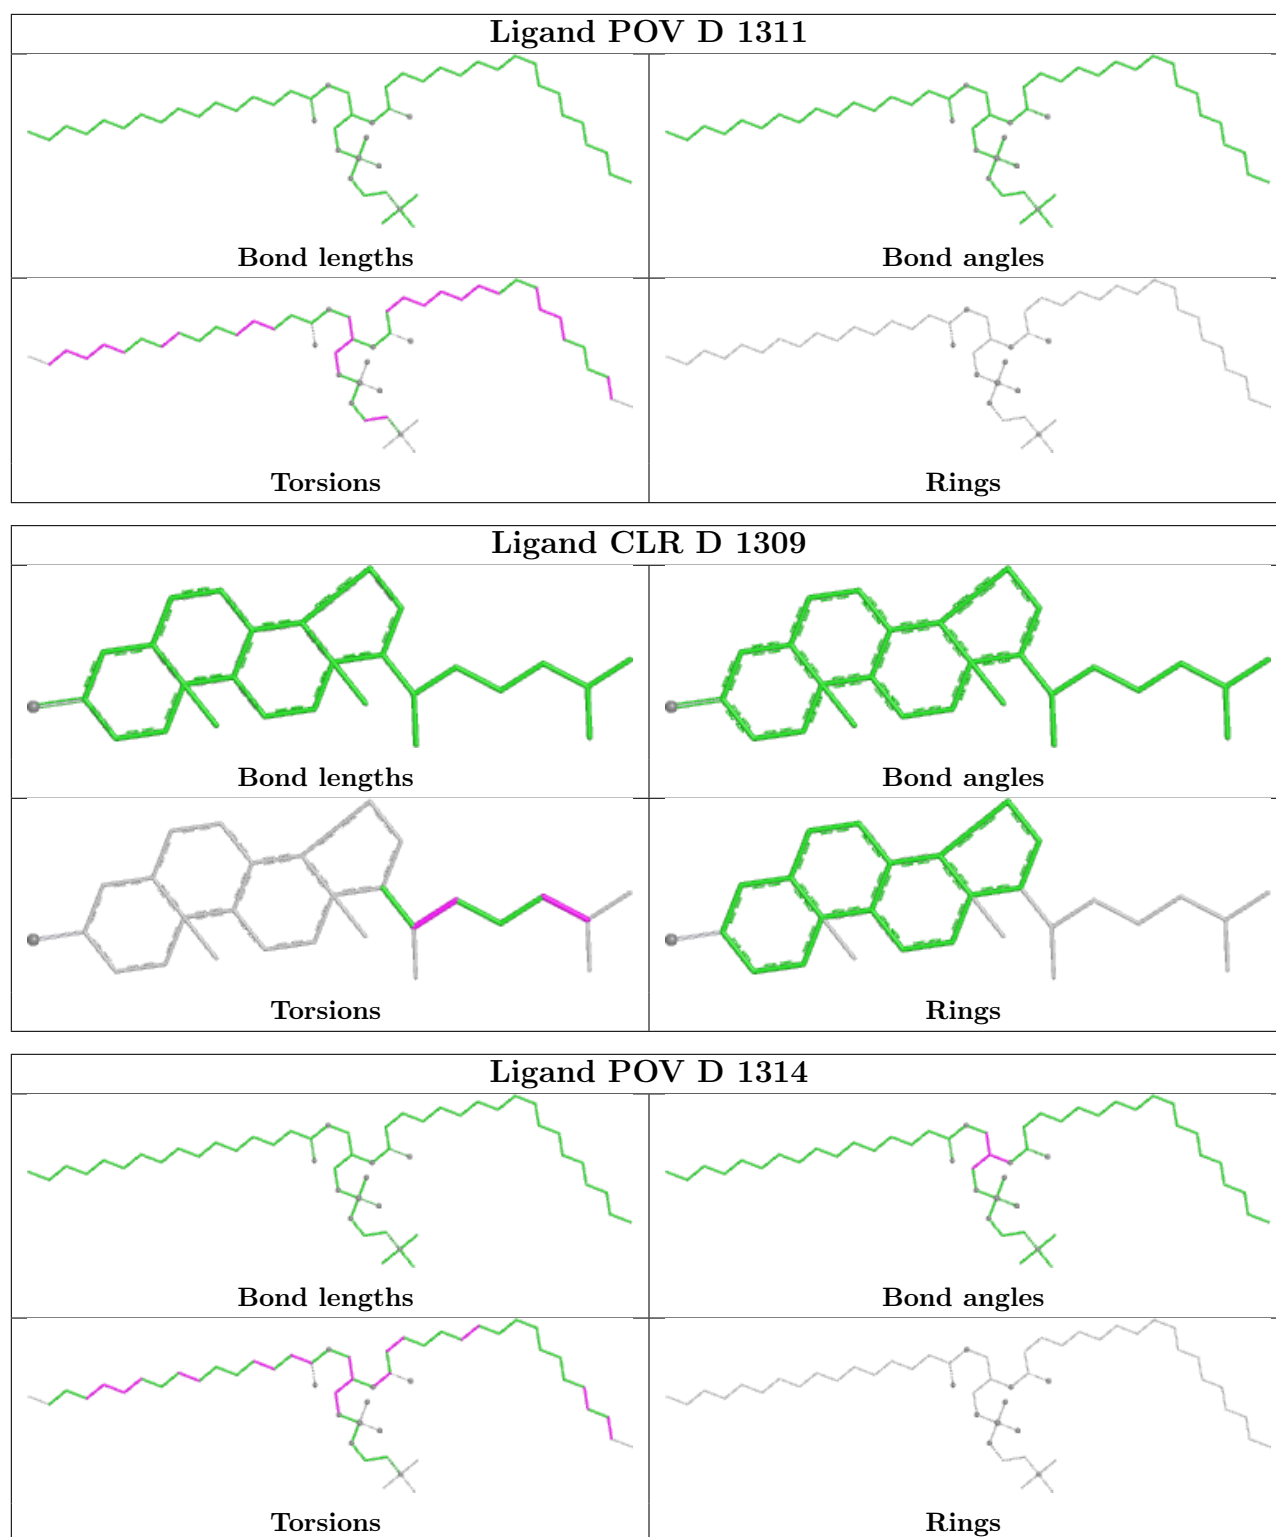 Ligand POV D 1311
Bond lengths
Bond angles
Torsions
Rings
Ligand CLR D 1309
Bond lengths
Bond angles
Torsions
Rings
Ligand POV D 1314
Bond lengths
Bond angles
Torsions
Rings